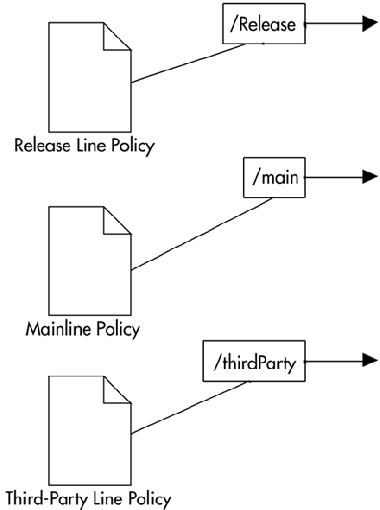 /Release
Release Line Policy
/main
Mainline Policy
/thirdParty
Third-Party Line Policy